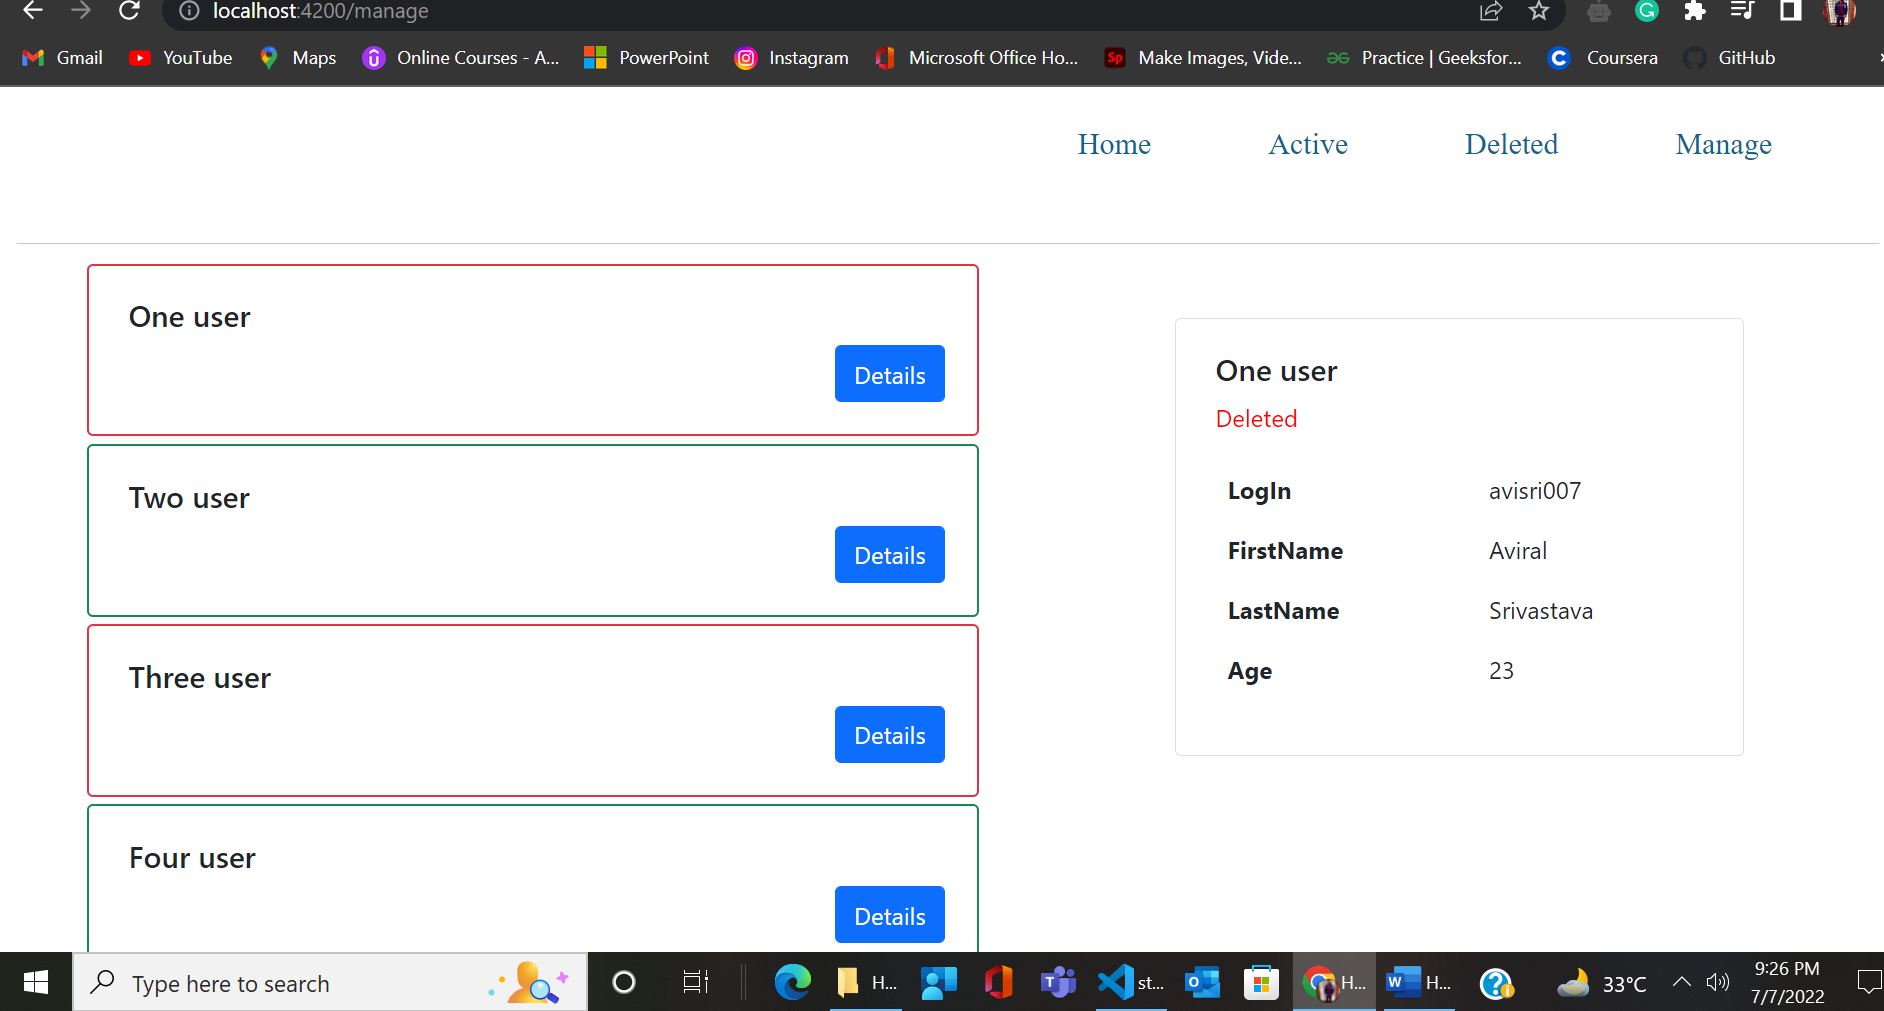 localhost:4200/manage
Gmail YouTube Maps Online Courses - A... PowerPoint Instagram Microsoft Office Ho... Make Images, Vide... Practice | Geeksfor... Coursera GitHub
Home Active Deleted Manage
One user
Details
Two user
Details
Three user
Details
Four user
Details
One user
Deleted
LogIn avisri007
FirstName Aviral
LastName Srivastava
Age 23
Type here to search
H... st... H... H... 33°C
9:26 PM
7/7/2022